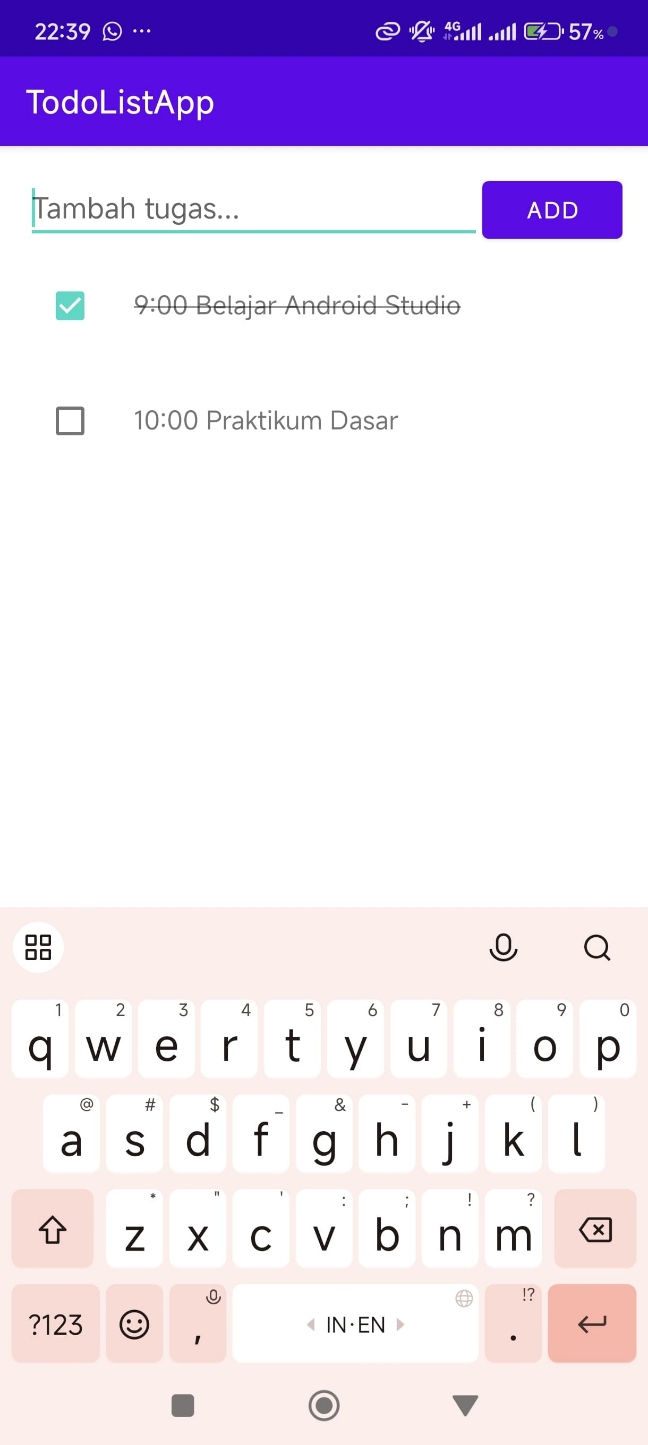 22:39
4G
57%
TodoListApp
Tambah tugas...
ADD
9:00 Belajar Android Studio
10:00 Praktikum Dasar
1 2 3 4 5 6 7 8 9 0
q w e r t y u i o p
@ # $ _ & - + ( )
a s d f g h j k l
* " ' : ; ! ?
z x c v b n m
!?
?123 , IN·EN .